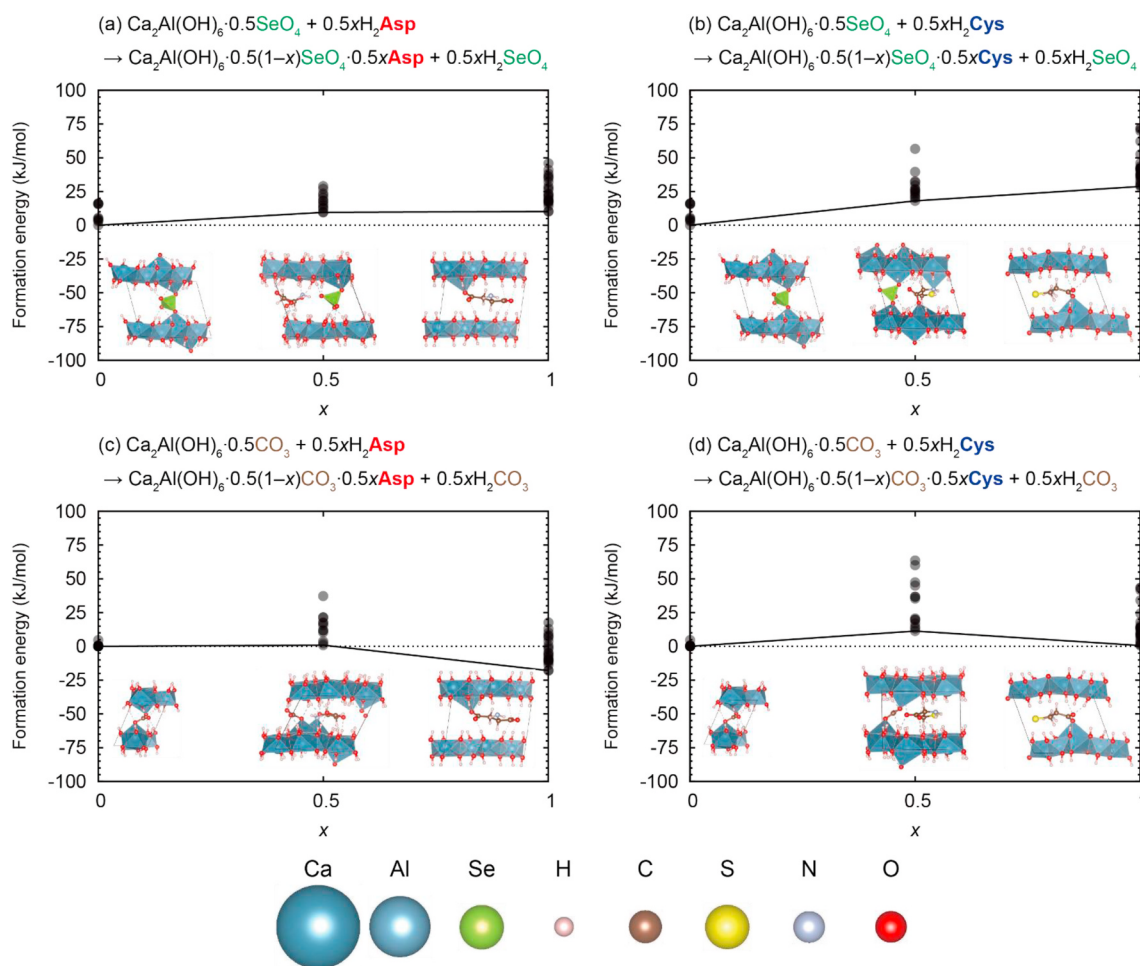 (a) Ca₂Al(OH)₆·0.5SeO₄ + 0.5xH₂Asp
→ Ca₂Al(OH)₆·0.5(1–x)SeO₄·0.5xAsp + 0.5xH₂SeO₄
100
75
50
25
0
-25
-50
-75
-100
Formation energy (kJ/mol)
0 0.5 1
x
(b) Ca₂Al(OH)₆·0.5SeO₄ + 0.5xH₂Cys
→ Ca₂Al(OH)₆·0.5(1–x)SeO₄·0.5xCys + 0.5xH₂SeO₄
100
75
50
25
0
-25
-50
-75
-100
Formation energy (kJ/mol)
0 0.5 1
x
(c) Ca₂Al(OH)₆·0.5CO₃ + 0.5xH₂Asp
→ Ca₂Al(OH)₆·0.5(1–x)CO₃·0.5xAsp + 0.5xH₂CO₃
100
75
50
25
0
-25
-50
-75
-100
Formation energy (kJ/mol)
0 0.5 1
x
(d) Ca₂Al(OH)₆·0.5CO₃ + 0.5xH₂Cys
→ Ca₂Al(OH)₆·0.5(1–x)CO₃·0.5xCys + 0.5xH₂CO₃
100
75
50
25
0
-25
-50
-75
-100
Formation energy (kJ/mol)
0 0.5 1
x
Ca Al Se H C S N O